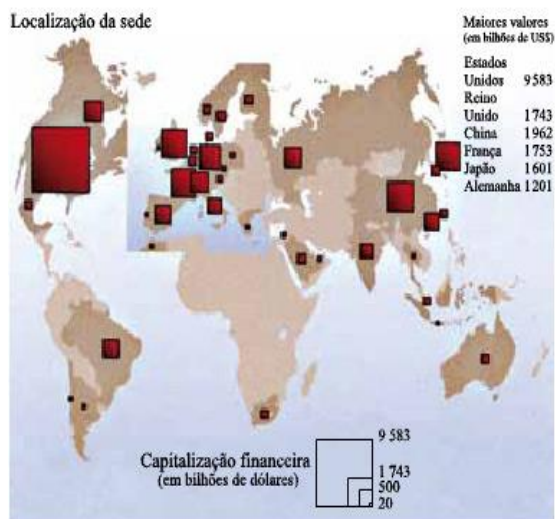 Localização da sede
Maiores valores
(em bilhões de US$)
Estados
Unidos 9 583
Reino
Unido 1 743
China 1 962
França 1 753
Japão 1 601
Alemanha 1 201
Capitalização financeira
(em bilhões de dólares)
9 583
1 743
500
20